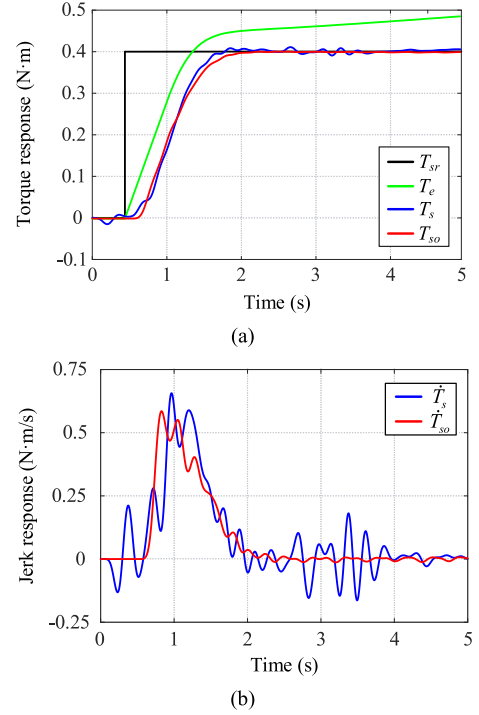 Torque response (N·m)
0.5
0.4
0.3
0.2
0.1
0
-0.1
T_sr
T_e
T_s
T_so
0 1 2 3 4 5
Time (s)
(a)
Jerk response (N·m/s)
0.75
0.5
0.25
0
-0.25
Ṫ_s
Ṫ_so
0 1 2 3 4 5
Time (s)
(b)